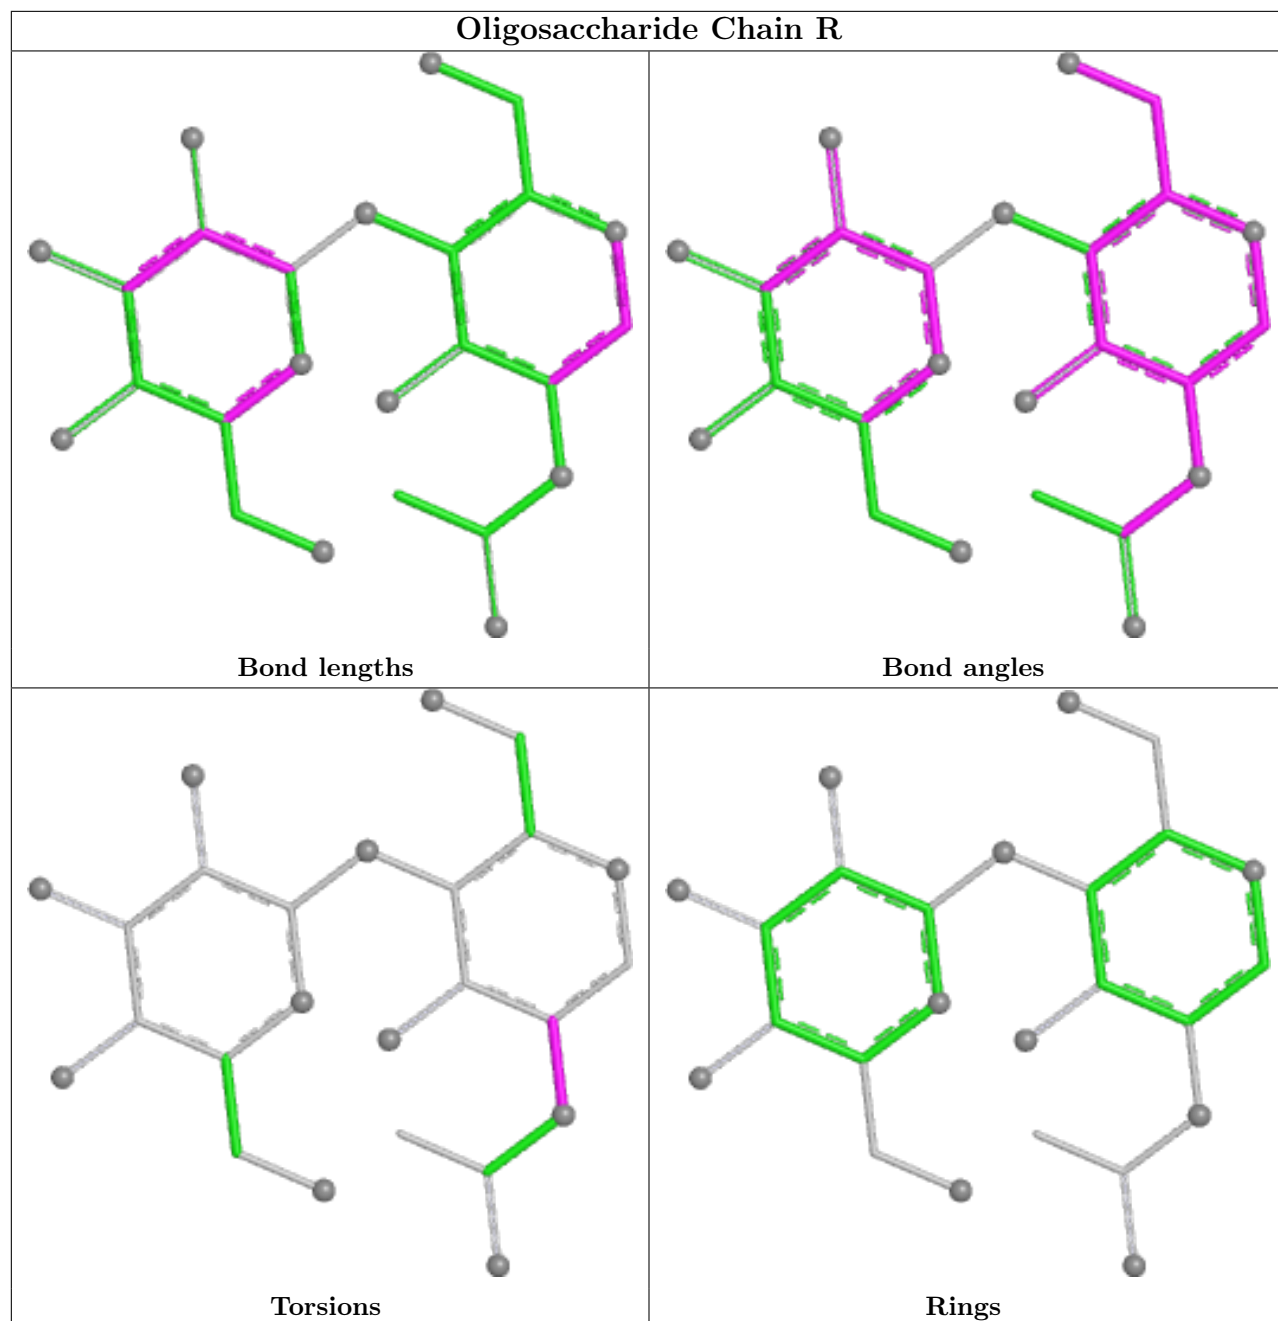 Oligosaccharide Chain R
Bond lengths
Bond angles
Torsions
Rings